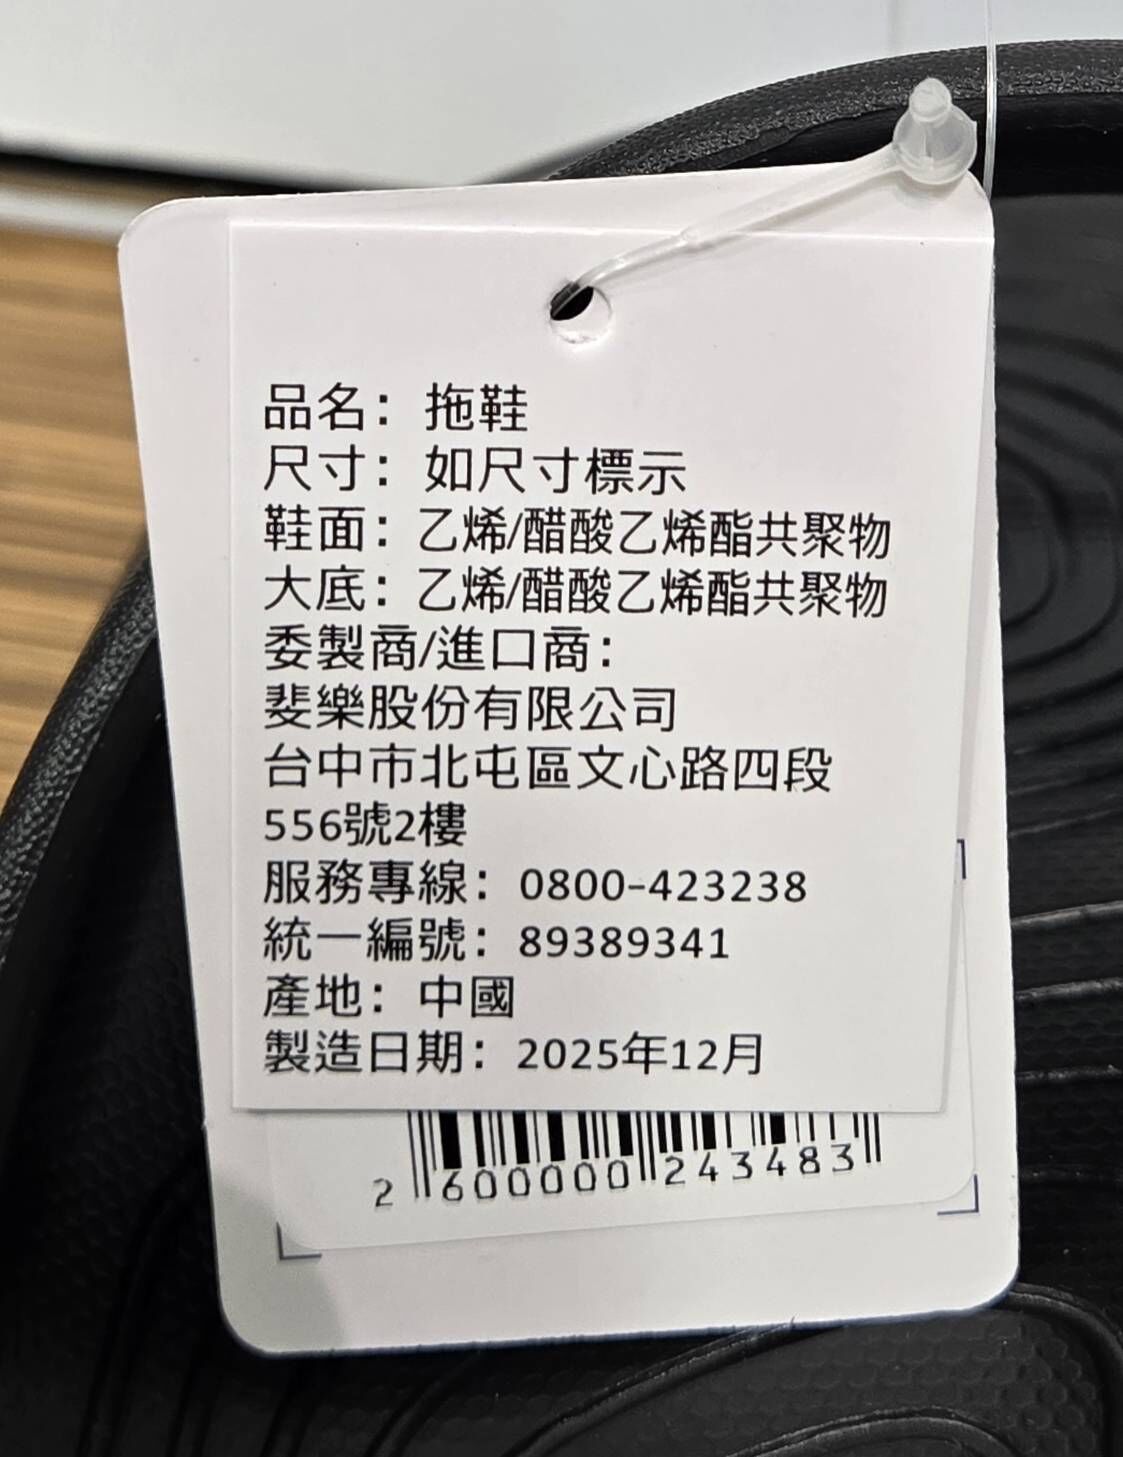 品名：拖鞋
尺寸：如尺寸標示
鞋面：乙烯/醋酸乙烯酯共聚物
大底：乙烯/醋酸乙烯酯共聚物
委製商/進口商：
斐樂股份有限公司
台中市北屯區文心路四段
556號2樓
服務專線：0800-423238
統一編號：89389341
產地：中國
製造日期：2025年12月
2 600000 243483